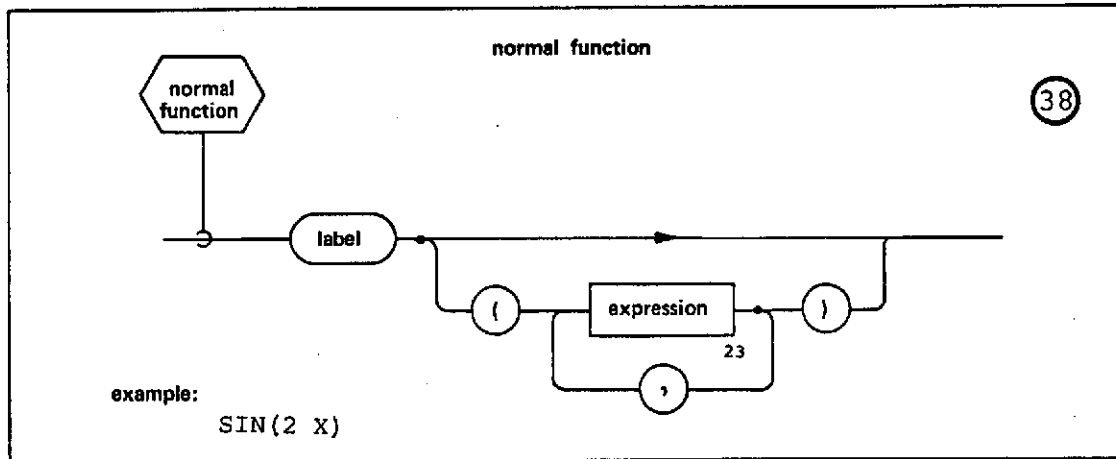 normal function
normal
function
38
label
(
expression
)
23
,
example:
SIN(2 X)